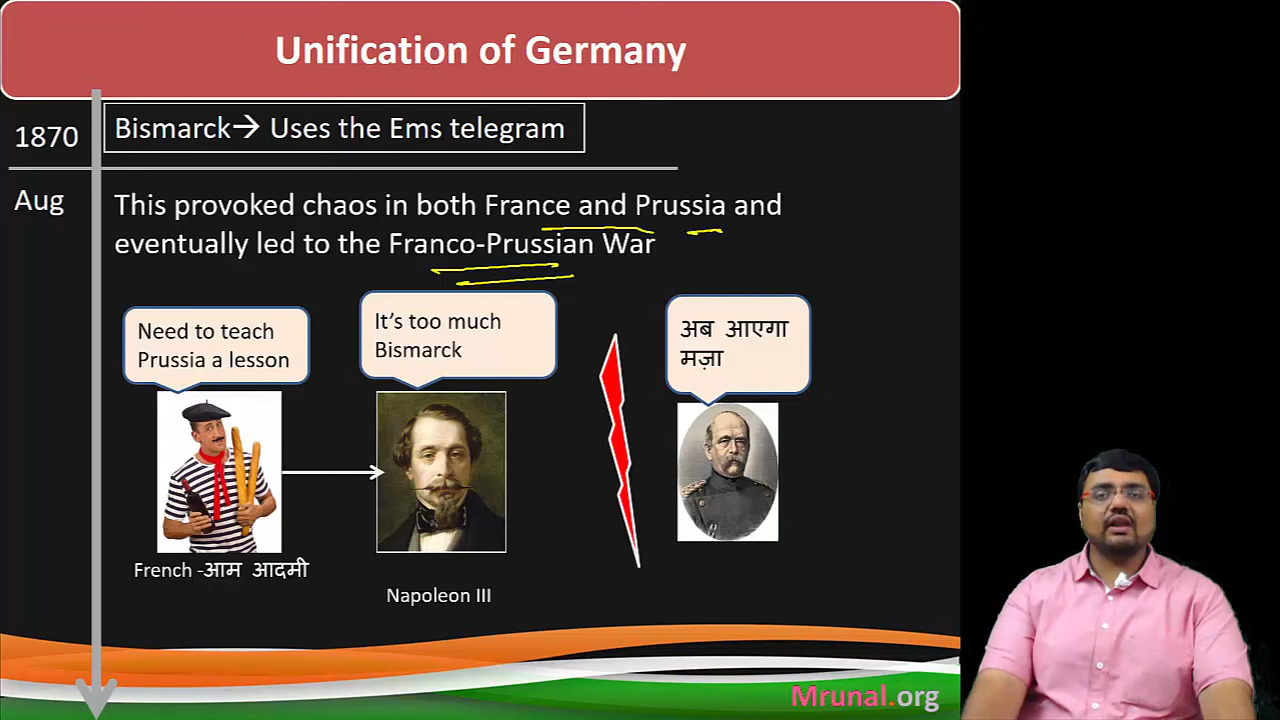 Unification of Germany
1870
Bismarck→ Uses the Ems telegram
Aug
This provoked chaos in both France and Prussia and
eventually led to the Franco-Prussian War
Need to teach
Prussia a lesson
It's too much
Bismarck
अब आएगा
मज़ा
French -आम आदमी
Napoleon III
Mrunal.org